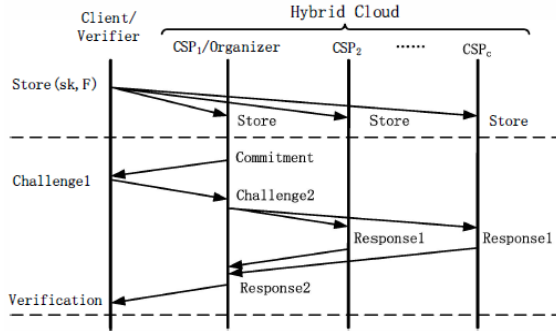 Hybrid Cloud
Client/
Verifier
CSP1/Organizer
CSP2
······
CSPc
Store(sk,F)
Store
Store
Store
Commitment
Challenge1
Challenge2
Response1
Response1
Response2
Verification